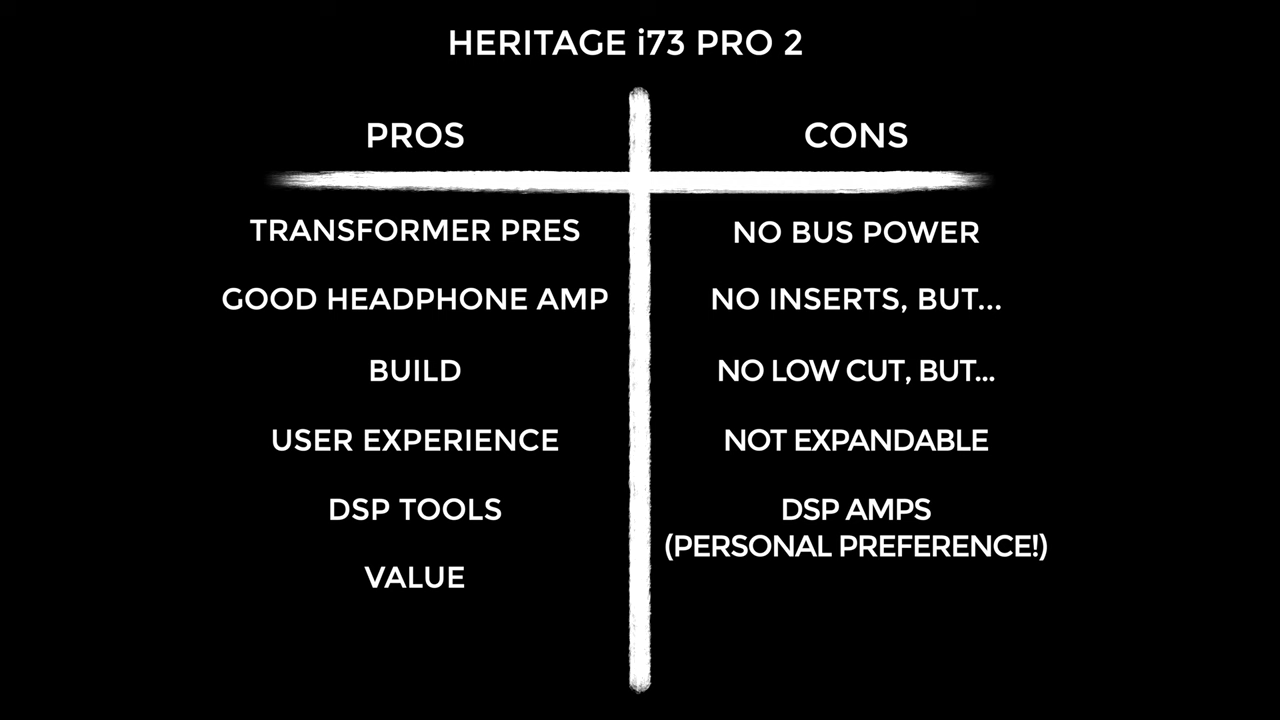 HERITAGE i73 PRO 2
PROS
CONS
TRANSFORMER PRES
NO BUS POWER
GOOD HEADPHONE AMP
NO INSERTS, BUT...
BUILD
NO LOW CUT, BUT...
USER EXPERIENCE
NOT EXPANDABLE
DSP TOOLS
DSP AMPS
(PERSONAL PREFERENCE!)
VALUE